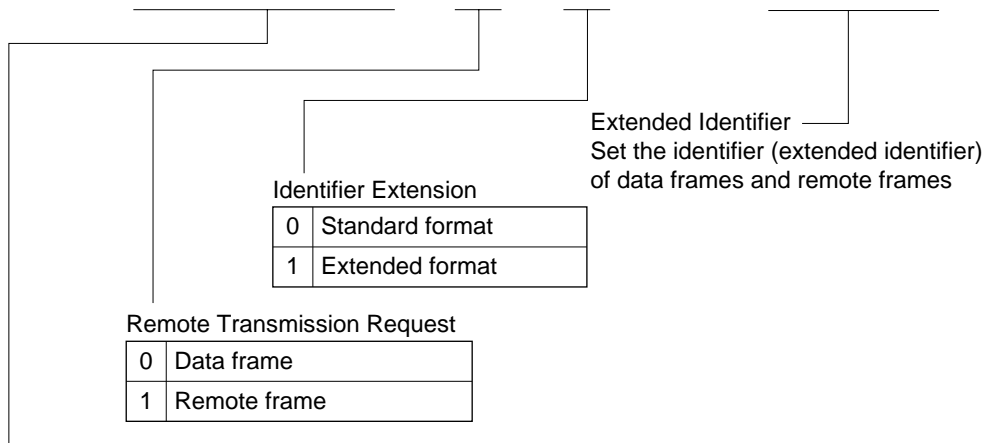 Extended Identifier
Set the identifier (extended identifier)
of data frames and remote frames
Identifier Extension
0 Standard format
1 Extended format
Remote Transmission Request
0 Data frame
1 Remote frame